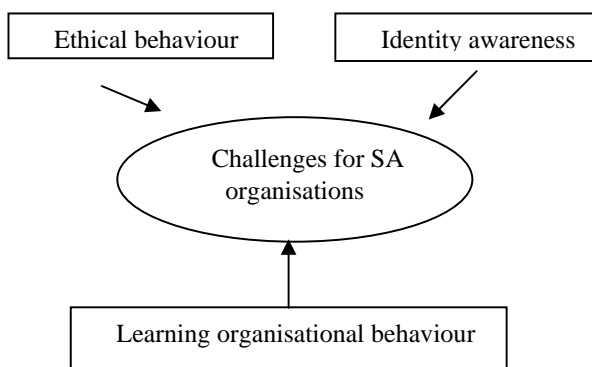 Ethical behaviour
Identity awareness
Challenges for SA
organisations
Learning organisational behaviour